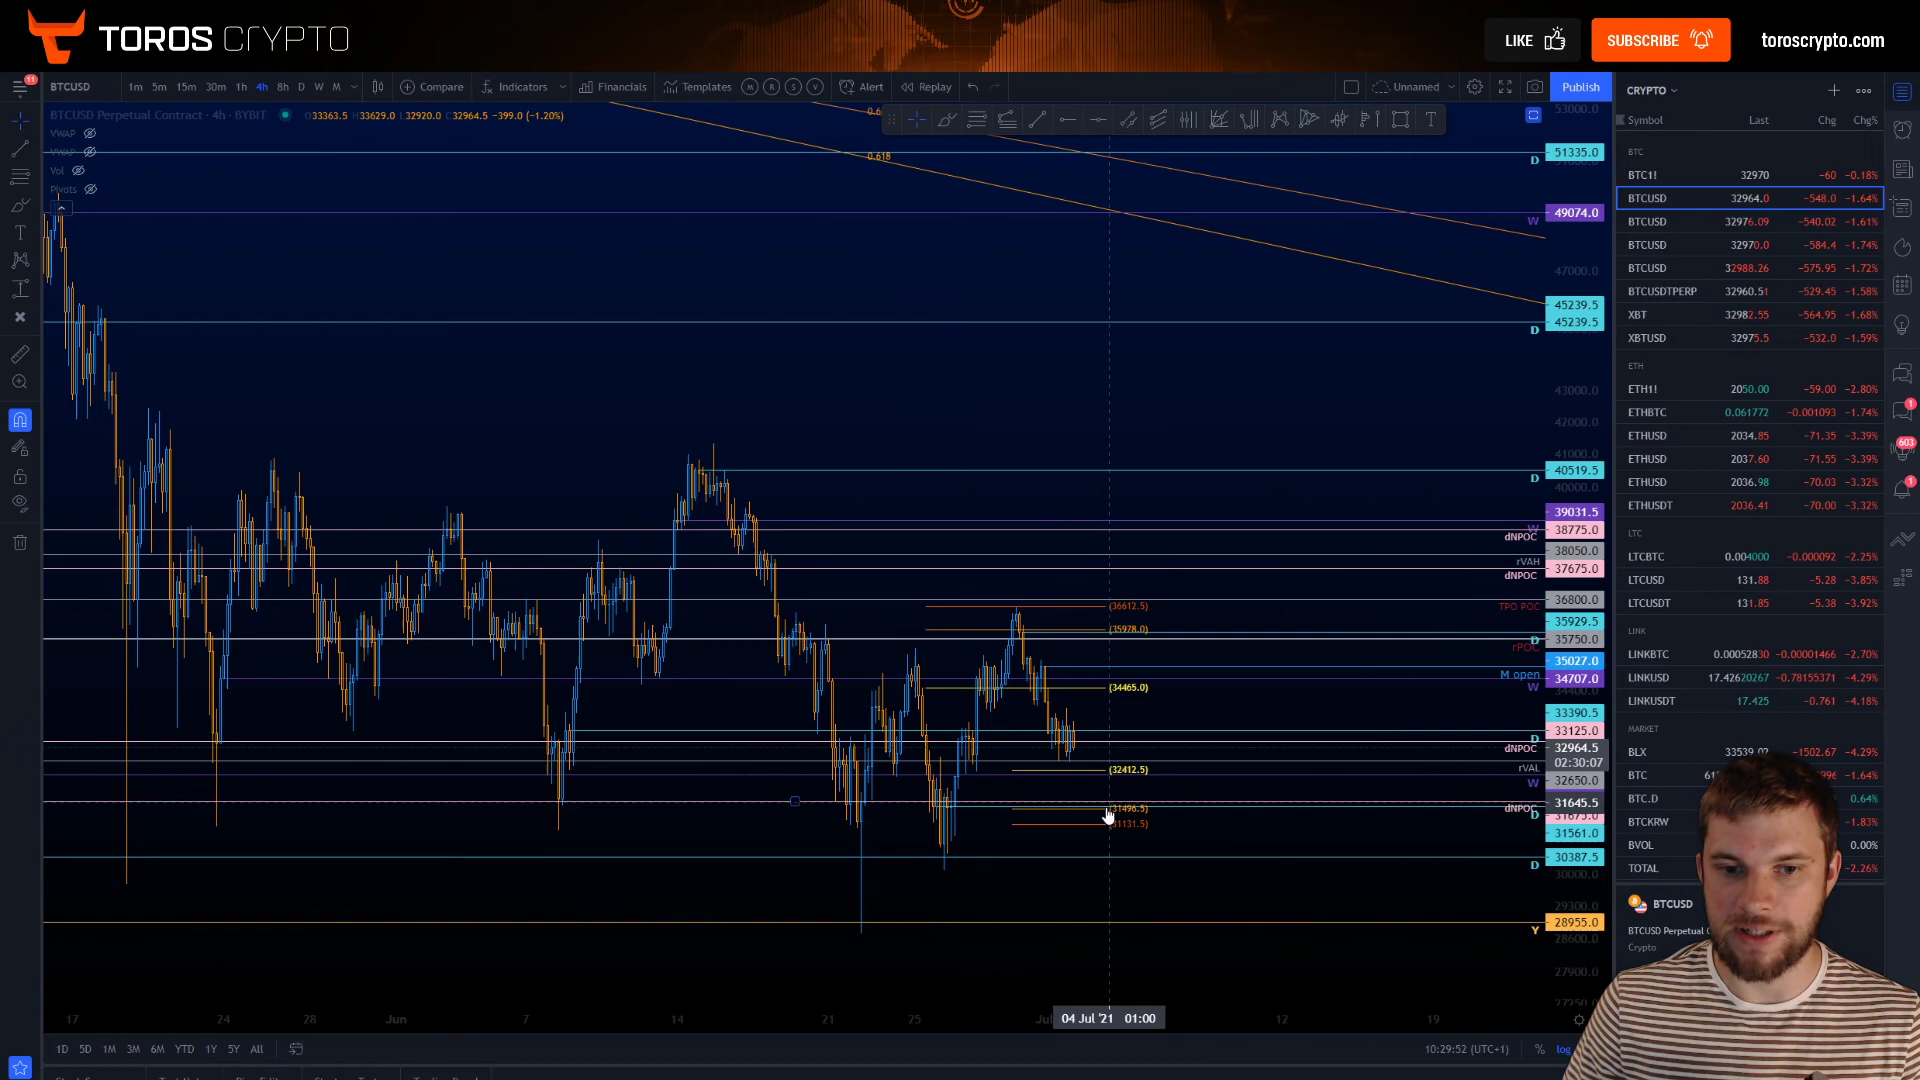 TOROS CRYPTO
LIKE
SUBSCRIBE
toroscrypto.com
11
BTCUSD 1m 5m 15m 30m 1h 4h 8h D W M Compare Indicators Financials Templates M R S V Alert Replay Unnamed Publish
BTCUSD Perpetual Contract · 4h · BYBIT O33363.5 H33629.0 L32920.0 C32964.5 −399.0 (−1.20%)
VWAP
VWAP
Vol
Pivots
0.618
53000.0
51335.0
D
49074.0
W
47000.0
45239.5
45239.5
D
43000.0
42000.0
41000.0
40519.5
D
40000.0
39031.5
W
38775.0
dNPOC
38050.0
rVAH
37675.0
dNPOC
36800.0
TPO POC
(36612.5)
35929.5
(35978.0)
D
35750.0
rPOC
35027.0
M open
34707.0
W
(34465.0)
34400.0
33390.5
33125.0
D
dNPOC
32964.5
02:30:07
rVAL
(32412.5)
32650.0
W
31645.5
dNPOC
(31496.5)
D
31675.0
(31131.5)
31561.0
30387.5
D
30000.0
29300.0
28955.0
Y
28600.0
27900.0
27250.0
17 24 28 Jun 7 14 21 25 04 Jul '21 01:00 12 19
1D 5D 1M 3M 6M YTD 1Y 5Y All
10:29:52 (UTC+1) % log
CRYPTO
Symbol Last Chg Chg%
BTC
BTC1! 32970 −60 −0.18%
BTCUSD 32964.0 −548.0 −1.64%
BTCUSD 32976.09 −540.02 −1.61%
BTCUSD 32970.0 −584.4 −1.74%
BTCUSD 32988.26 −575.95 −1.72%
BTCUSDTPERP 32960.51 −529.45 −1.58%
XBT 32982.55 −564.95 −1.68%
XBTUSD 32975.5 −532.0 −1.59%
ETH
ETH1! 2050.00 −59.00 −2.80%
ETHBTC 0.061772 −0.001093 −1.74%
ETHUSD 2034.85 −71.35 −3.39%
ETHUSD 2037.60 −71.55 −3.39%
ETHUSD 2036.98 −70.03 −3.32%
ETHUSDT 2036.41 −70.00 −3.32%
LTC
LTCBTC 0.004000 −0.000092 −2.25%
LTCUSD 131.88 −5.28 −3.85%
LTCUSDT 131.85 −5.38 −3.92%
LINK
LINKBTC 0.00052830 −0.00001466 −2.70%
LINKUSD 17.42620267 −0.78155371 −4.29%
LINKUSDT 17.425 −0.761 −4.18%
MARKET
BLX 33539.02 −1502.67 −4.29%
BTC −1.64%
BTC.D 0.64%
BTCKRW −1.83%
BVOL 0.00%
TOTAL −2.26%
BTCUSD
BTCUSD Perpetual
Crypto
1
603
1